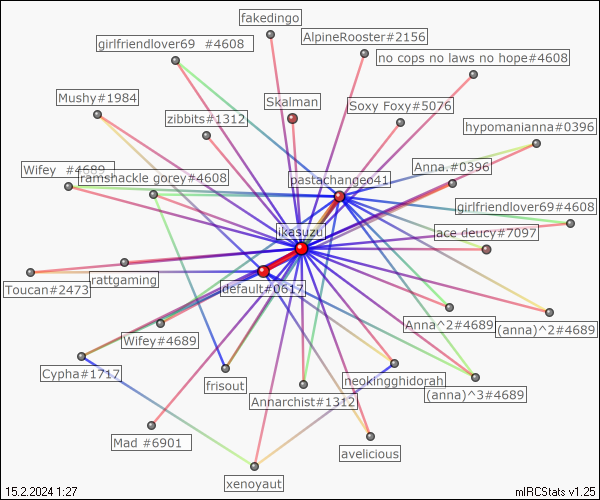 fakedingo
girlfriendlover69 #4608
AlpineRooster#2156
no cops no laws no hope#4608
Mushy#1984
Skalman
Soxy Foxy#5076
zibbits#1312
hypomanianna#0396
Wifey #4689
ramshackle gorey#4608
pastachangeo41
Anna.#0396
girlfriendlover69#4608
ikasuzu
ace deucy#7097
Toucan#2473
rattgaming
default#0617
Anna^2#4689
(anna)^2#4689
Wifey#4689
Cypha#1717
frisout
neokingghidorah
Annarchist#1312
(anna)^3#4689
Mad #6901
avelicious
xenoyaut
15.2.2024 1:27
mIRCStats v1.25